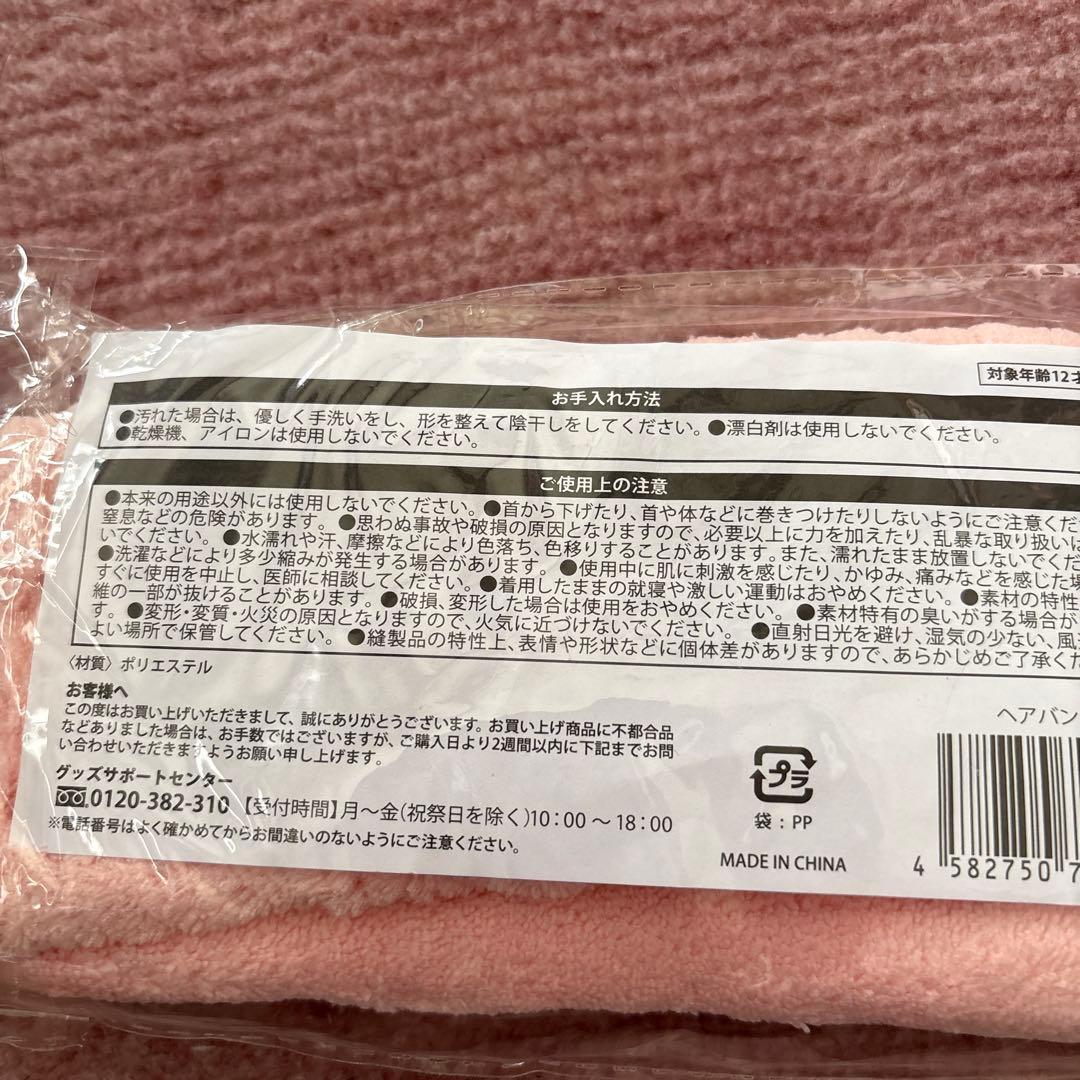 対象年齢12才
お手入れ方法
●汚れた場合は、優しく手洗いをし、形を整えて陰干しをしてください。●漂白剤は使用しないでください。
●乾燥機、アイロンは使用しないでください。
ご使用上の注意
●本来の用途以外には使用しないでください。●首から下げたり、首や体などに巻きつけたりしないようにご注意くだ
窒息などの危険があります。●思わぬ事故や破損の原因となりますので、必要以上に力を加えたり、乱暴な取り扱いは
いでください。●水濡れや汗、摩擦などにより色落ち、色移りすることがあります。また、濡れたまま放置しないでくだ
●洗濯などにより多少縮みが発生する場合があります。●使用中に肌に刺激を感じたり、かゆみ、痛みなどを感じた場
すぐに使用を中止し、医師に相談してください。●着用したままの就寝や激しい運動はおやめください。●素材の特性
維の一部が抜けることがあります。●破損、変形した場合は使用をおやめください。●素材特有の臭いがする場合が
す。●変形・変質・火災の原因となりますので、火気に近づけないでください。●直射日光を避け、湿気の少ない、風
よい場所で保管してください。●縫製品の特性上、表情や形状などに個体差がありますので、あらかじめご了承くだ
〈材質〉ポリエステル
お客様へ
この度はお買い上げいただきまして、誠にありがとうございます。お買い上げ商品に不都合品
などありました場合は、お手数ではございますが、ご購入日より2週間以内に下記までお問
い合わせいただきますようお願い申し上げます。
グッズサポートセンター
0120-382-310 【受付時間】月～金(祝祭日を除く)10：00～18：00
※電話番号はよく確かめてからお間違いのないようにご注意ください。
プラ
袋：PP
MADE IN CHINA
ヘアバン
4 582750 7